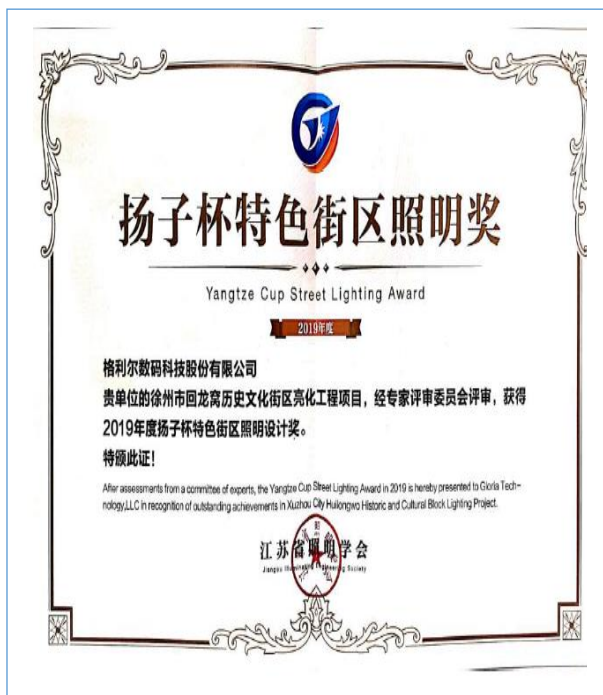 扬子杯特色街区照明奖
Yangtze Cup Street Lighting Award
2019年度
格利尔数码科技股份有限公司
贵单位的徐州市回龙窝历史文化街区亮化工程项目，经专家评审委员会评审，获得
2019年度扬子杯特色街区照明设计奖。
特颁此证！
After assessments from a committee of experts, the Yangtze Cup Street Lighting Award in 2019 is hereby presented to Gloria Tech-
nology,LLC in recognition of outstanding achievements in Xuzhou City Huilongwo Historic and Cultural Block Lighting Project.
江苏省照明学会
Jiangsu Illuminating Engineering Society